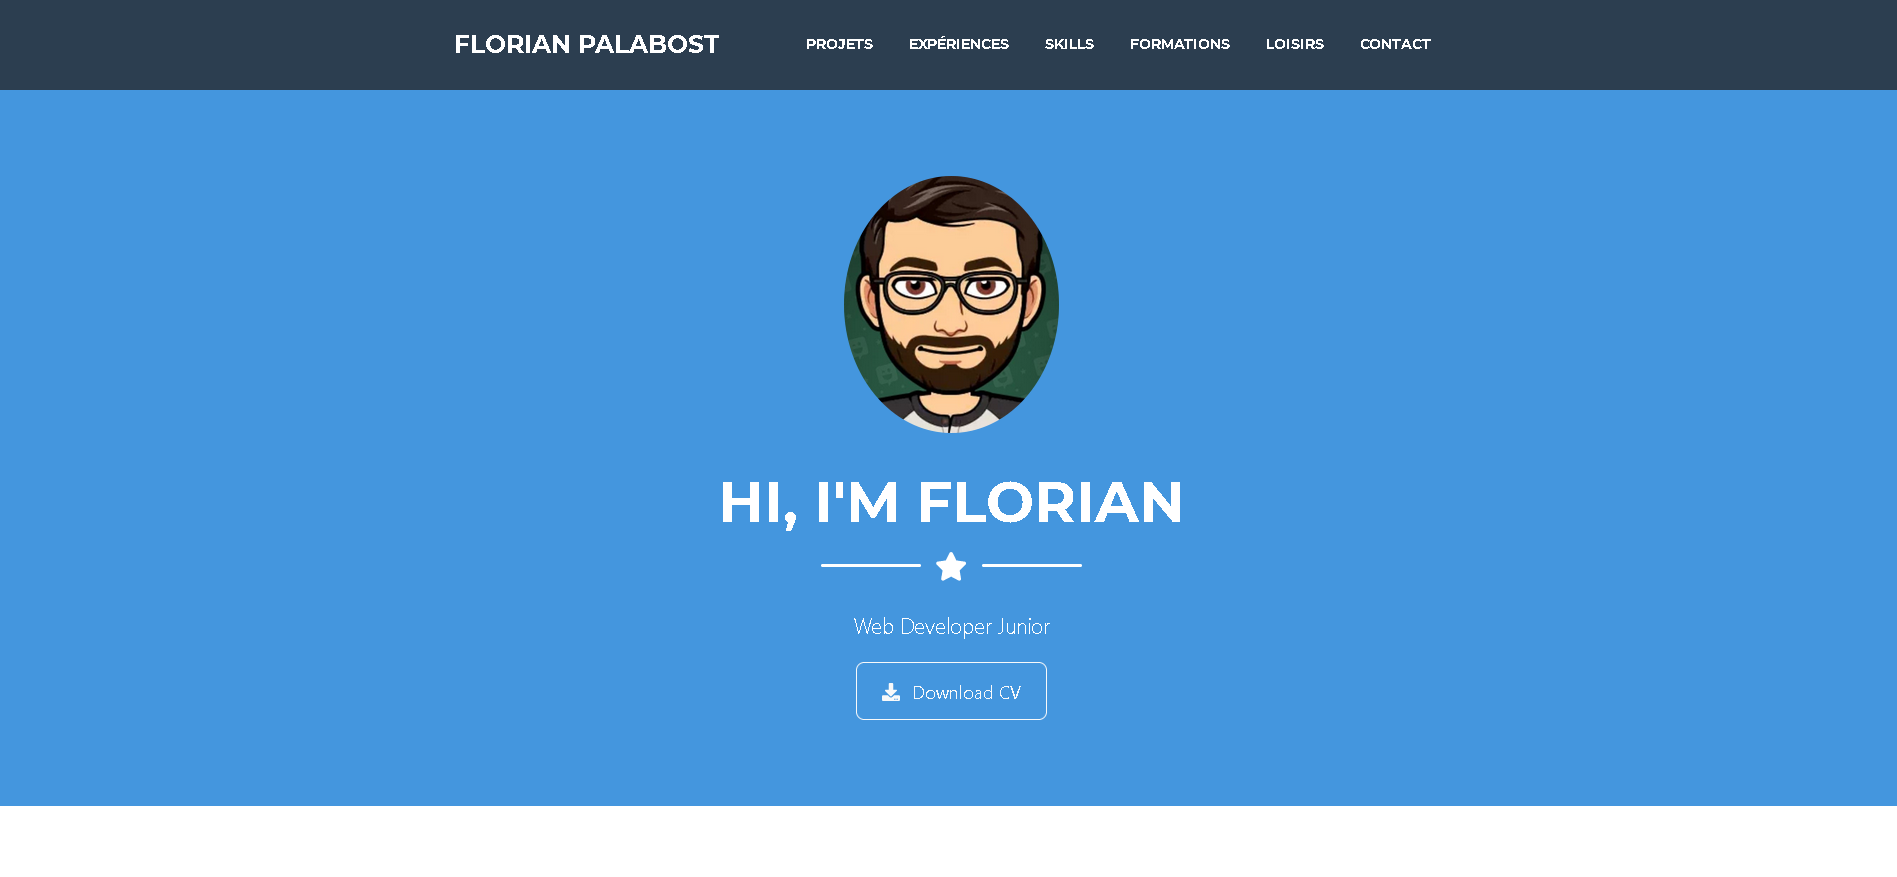 FLORIAN PALABOST
PROJETS
EXPÉRIENCES
SKILLS
FORMATIONS
LOISIRS
CONTACT
HI, I'M FLORIAN
Web Developer Junior
Download CV